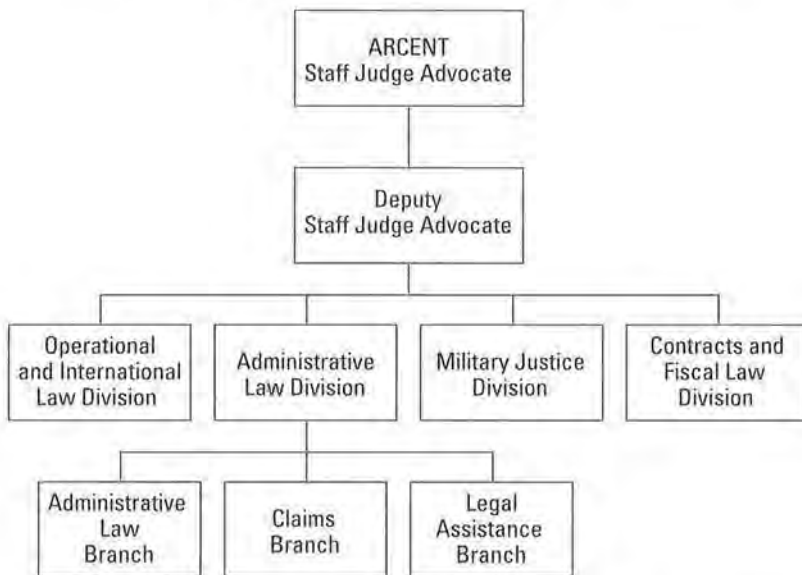 ARCENT
Staff Judge Advocate
Deputy
Staff Judge Advocate
Operational
and International
Law Division
Administrative
Law Division
Military Justice
Division
Contracts and
Fiscal Law
Division
Administrative
Law
Branch
Claims
Branch
Legal
Assistance
Branch